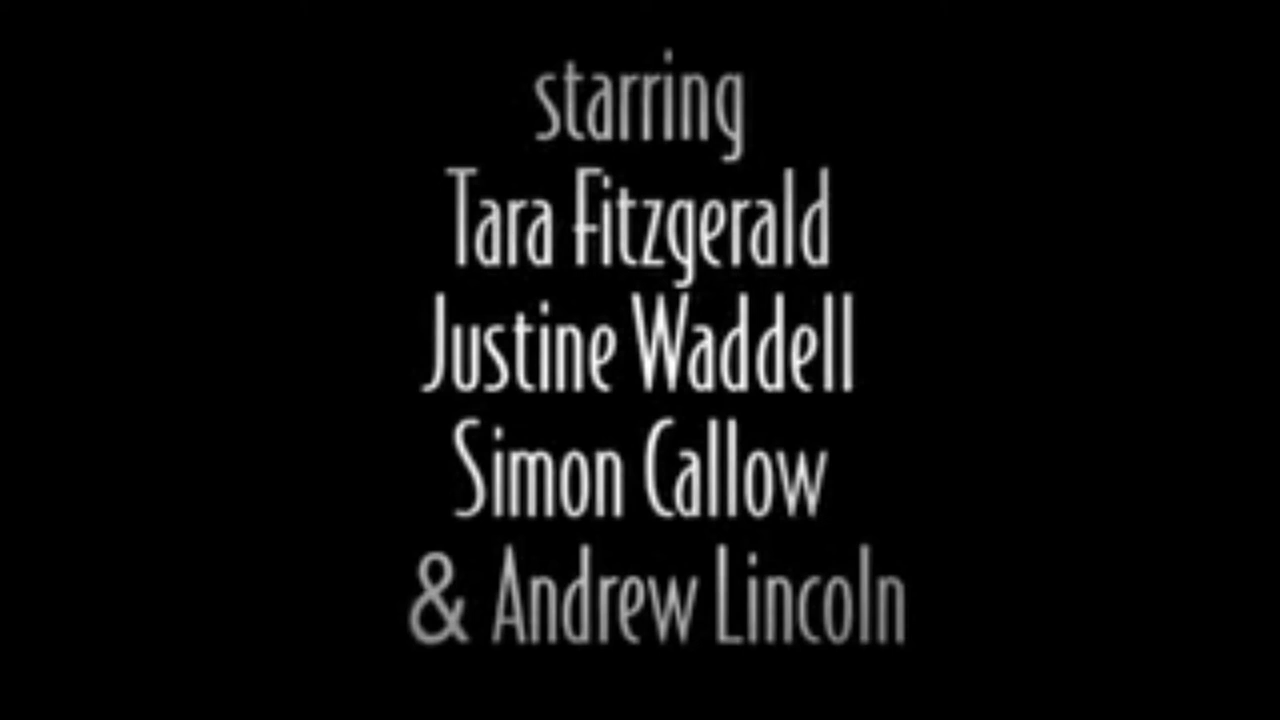 starring
Tara Fitzgerald
Justine Waddell
Simon Callow
& Andrew Lincoln